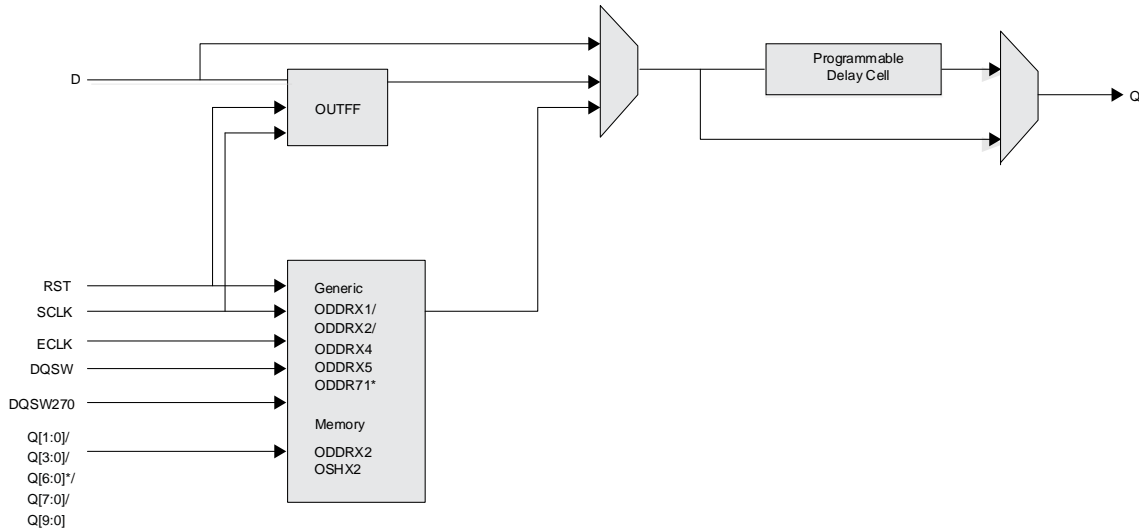 D
OUTFF
Programmable
Delay Cell
Q
RST
SCLK
ECLK
DQSW
DQSW270
Q[1:0]/
Q[3:0]/
Q[6:0]*/
Q[7:0]/
Q[9:0]
Generic
ODDRX1/
ODDRX2/
ODDRX4
ODDRX5
ODDR71*
Memory
ODDRX2
OSHX2